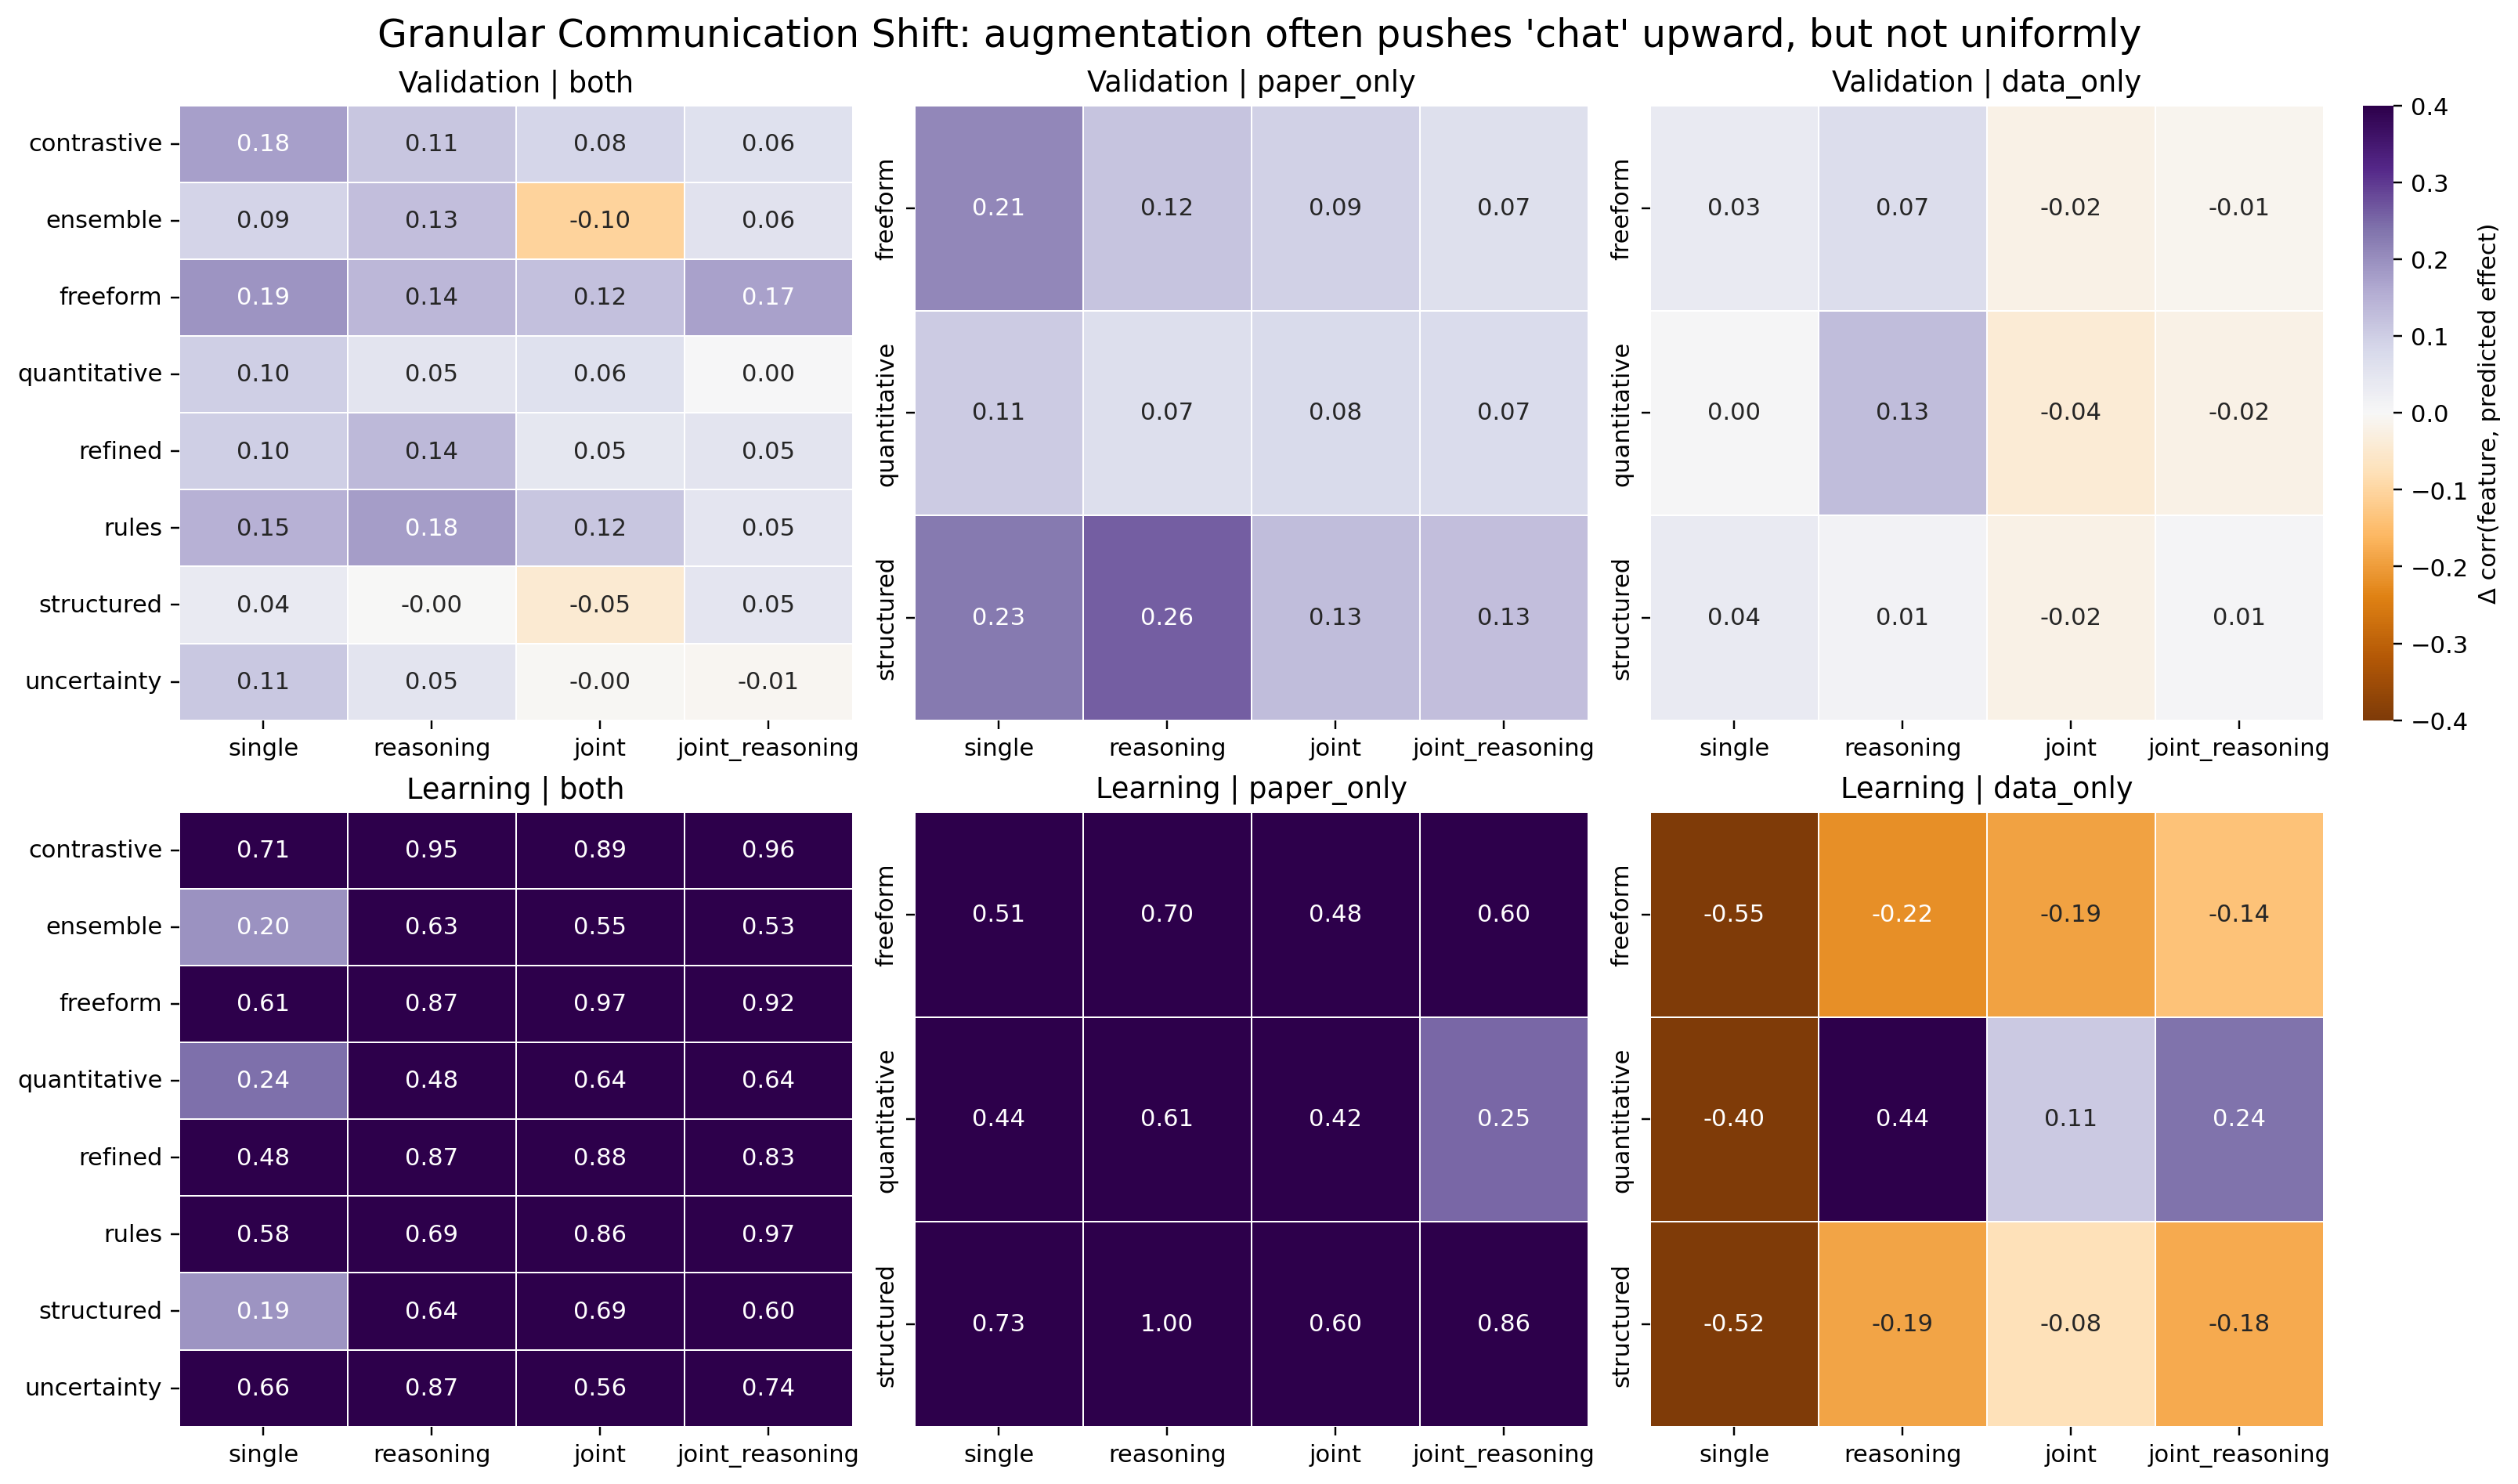 Granular Communication Shift: augmentation often pushes 'chat' upward, but not uniformly
Validation | both
contrastive 0.18 0.11 0.08 0.06
ensemble 0.09 0.13 -0.10 0.06
freeform 0.19 0.14 0.12 0.17
quantitative 0.10 0.05 0.06 0.00
refined 0.10 0.14 0.05 0.05
rules 0.15 0.18 0.12 0.05
structured 0.04 -0.00 -0.05 0.05
uncertainty 0.11 0.05 -0.00 -0.01
single reasoning joint joint_reasoning
Validation | paper_only
freeform 0.21 0.12 0.09 0.07
quantitative 0.11 0.07 0.08 0.07
structured 0.23 0.26 0.13 0.13
single reasoning joint joint_reasoning
Validation | data_only
freeform 0.03 0.07 -0.02 -0.01
quantitative 0.00 0.13 -0.04 -0.02
structured 0.04 0.01 -0.02 0.01
single reasoning joint joint_reasoning
0.4
0.3
0.2
0.1
0.0
−0.1
−0.2
−0.3
−0.4
Δ corr(feature, predicted effect)
Learning | both
contrastive 0.71 0.95 0.89 0.96
ensemble 0.20 0.63 0.55 0.53
freeform 0.61 0.87 0.97 0.92
quantitative 0.24 0.48 0.64 0.64
refined 0.48 0.87 0.88 0.83
rules 0.58 0.69 0.86 0.97
structured 0.19 0.64 0.69 0.60
uncertainty 0.66 0.87 0.56 0.74
single reasoning joint joint_reasoning
Learning | paper_only
freeform 0.51 0.70 0.48 0.60
quantitative 0.44 0.61 0.42 0.25
structured 0.73 1.00 0.60 0.86
single reasoning joint joint_reasoning
Learning | data_only
freeform -0.55 -0.22 -0.19 -0.14
quantitative -0.40 0.44 0.11 0.24
structured -0.52 -0.19 -0.08 -0.18
single reasoning joint joint_reasoning